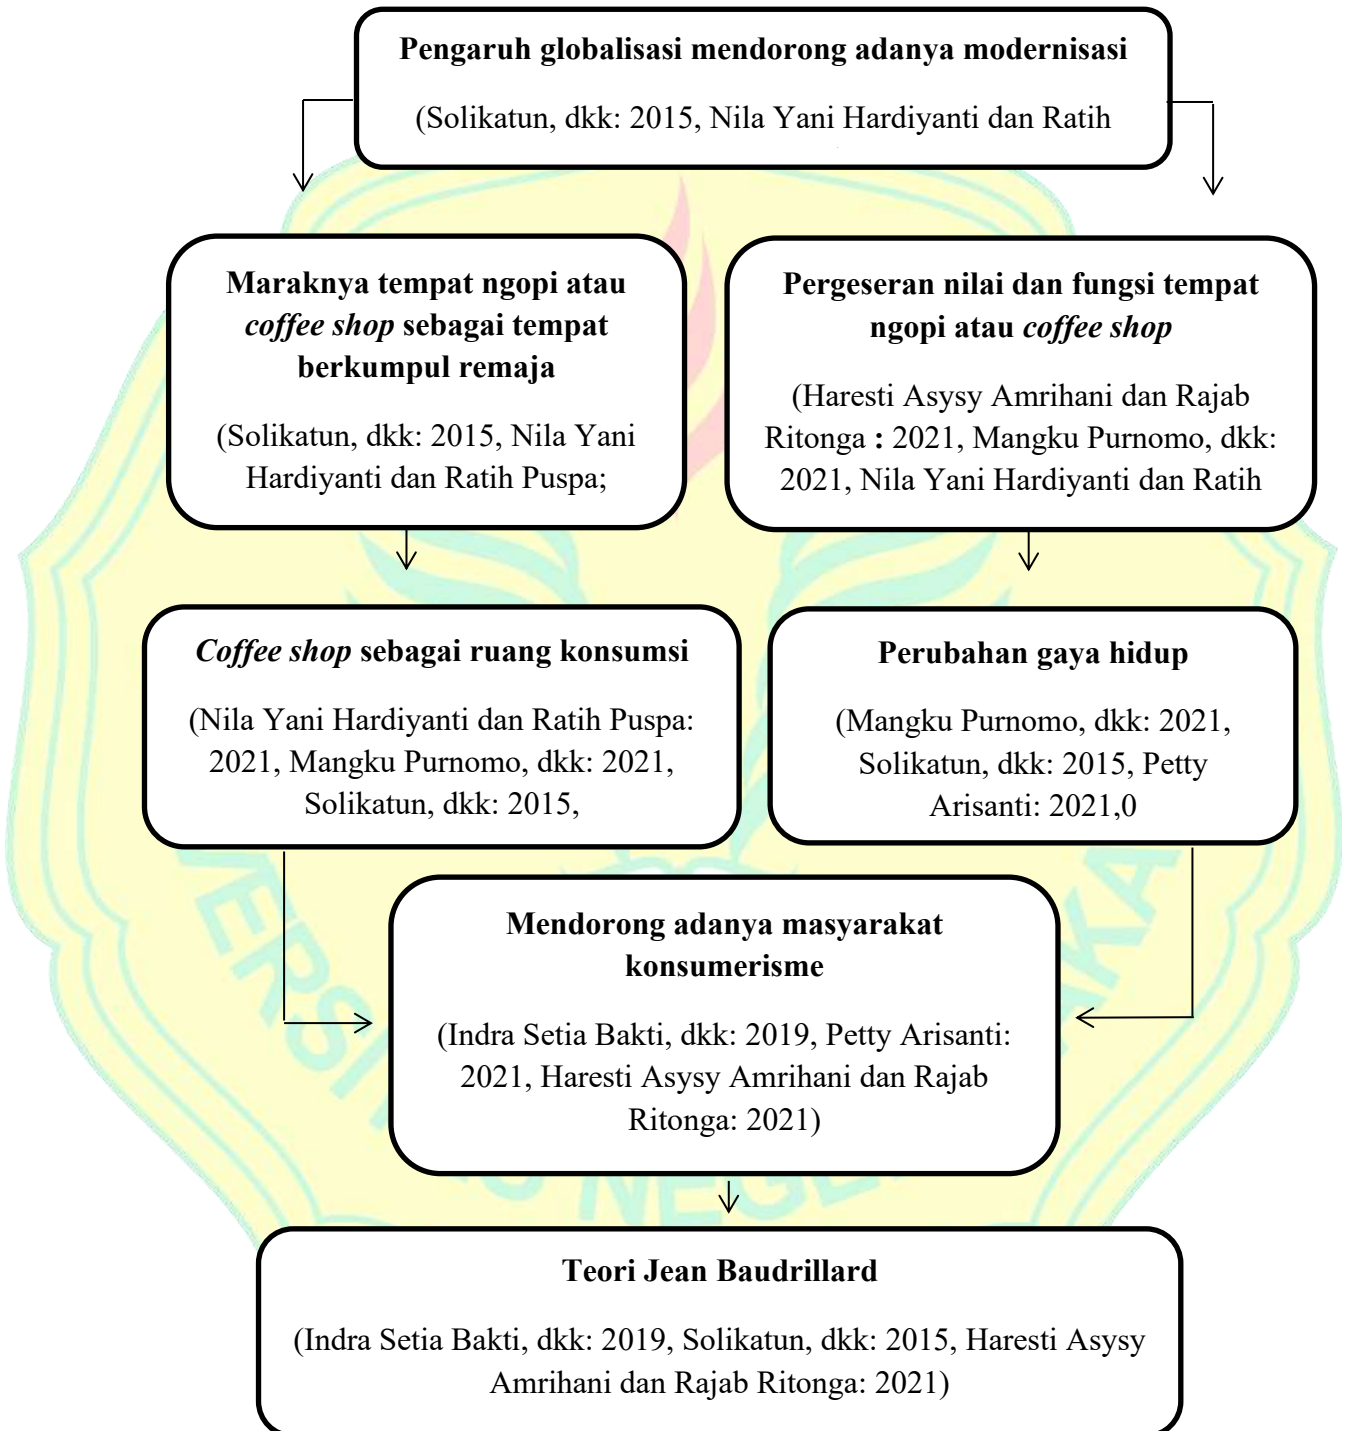 Pengaruh globalisasi mendorong adanya modernisasi
(Solikatun, dkk: 2015, Nila Yani Hardiyanti dan Ratih
Maraknya tempat ngopi atau
coffee shop sebagai tempat
berkumpul remaja
(Solikatun, dkk: 2015, Nila Yani
Hardiyanti dan Ratih Puspa;
Pergeseran nilai dan fungsi tempat
ngopi atau coffee shop
(Haresti Asysy Amrihani dan Rajab
Ritonga : 2021, Mangku Purnomo, dkk:
2021, Nila Yani Hardiyanti dan Ratih
Coffee shop sebagai ruang konsumsi
(Nila Yani Hardiyanti dan Ratih Puspa:
2021, Mangku Purnomo, dkk: 2021,
Solikatun, dkk: 2015,
Perubahan gaya hidup
(Mangku Purnomo, dkk: 2021,
Solikatun, dkk: 2015, Petty
Arisanti: 2021,0
Mendorong adanya masyarakat
konsumerisme
(Indra Setia Bakti, dkk: 2019, Petty Arisanti:
2021, Haresti Asysy Amrihani dan Rajab
Ritonga: 2021)
Teori Jean Baudrillard
(Indra Setia Bakti, dkk: 2019, Solikatun, dkk: 2015, Haresti Asysy
Amrihani dan Rajab Ritonga: 2021)